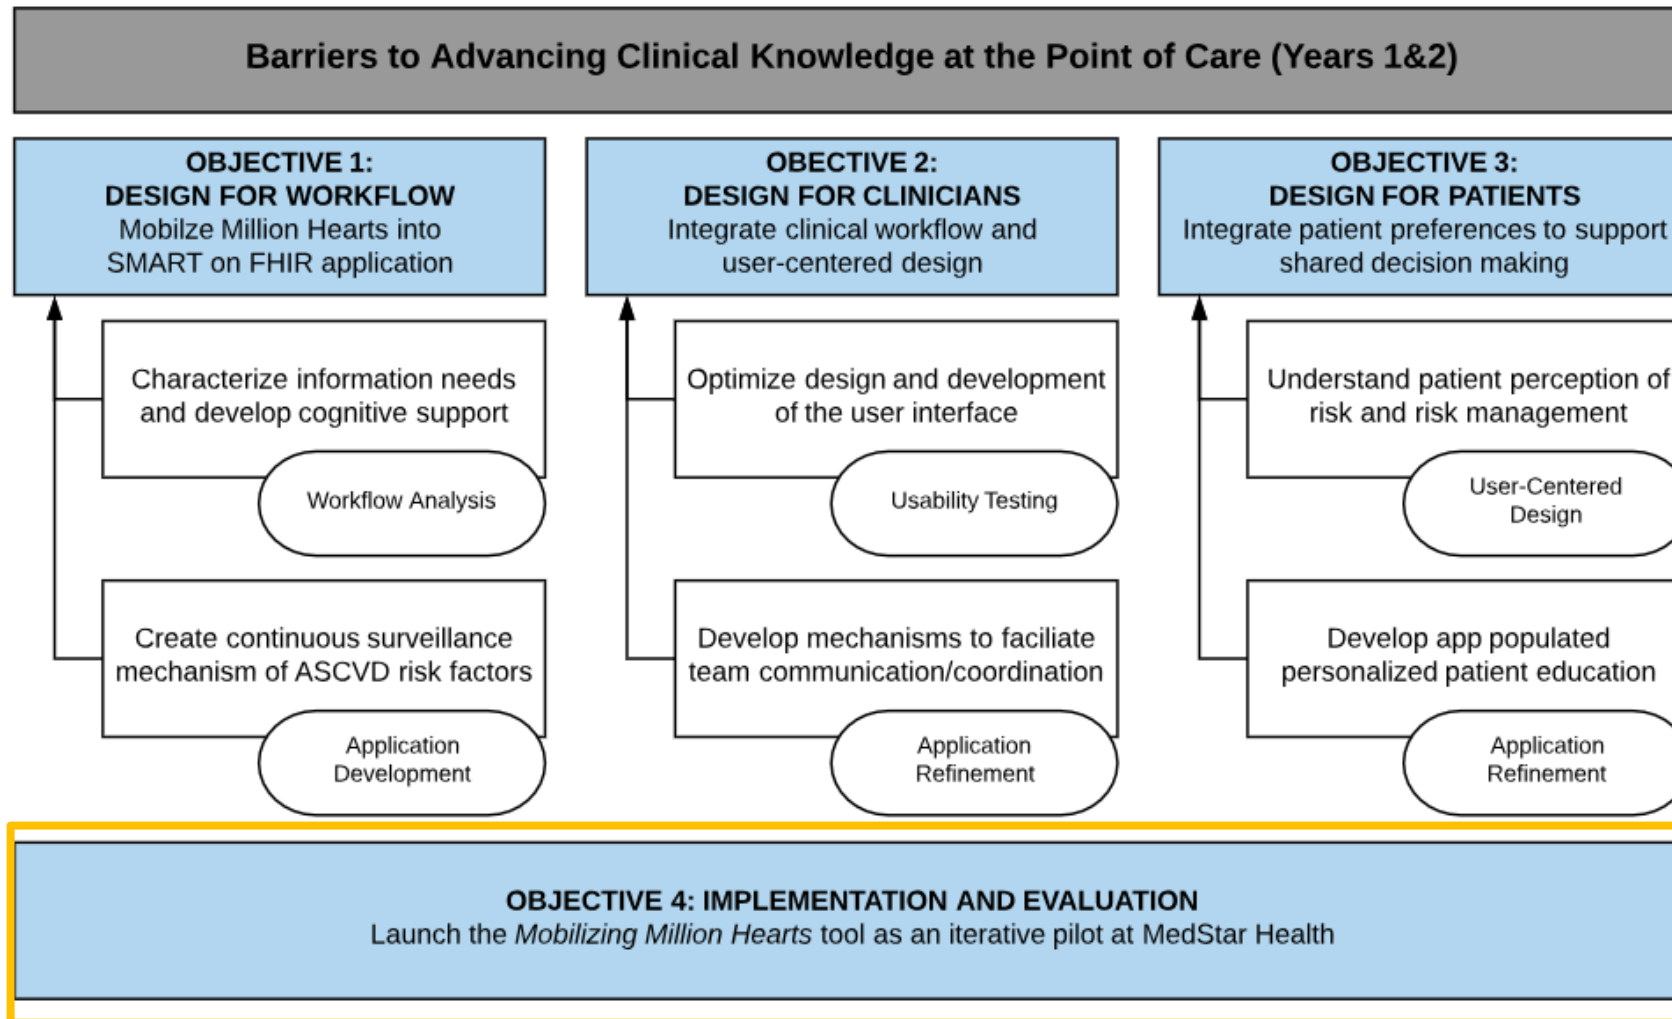 Barriers to Advancing Clinical Knowledge at the Point of Care (Years 1&2)
OBJECTIVE 1:
DESIGN FOR WORKFLOW
Mobilze Million Hearts into
SMART on FHIR application
OBECTIVE 2:
DESIGN FOR CLINICIANS
Integrate clinical workflow and
user-centered design
OBJECTIVE 3:
DESIGN FOR PATIENTS
Integrate patient preferences to support
shared decision making
Characterize information needs
and develop cognitive support
Workflow Analysis
Optimize design and development
of the user interface
Usability Testing
Understand patient perception of
risk and risk management
User-Centered
Design
Create continuous surveillance
mechanism of ASCVD risk factors
Application
Development
Develop mechanisms to faciliate
team communication/coordination
Application
Refinement
Develop app populated
personalized patient education
Application
Refinement
OBJECTIVE 4: IMPLEMENTATION AND EVALUATION
Launch the Mobilizing Million Hearts tool as an iterative pilot at MedStar Health